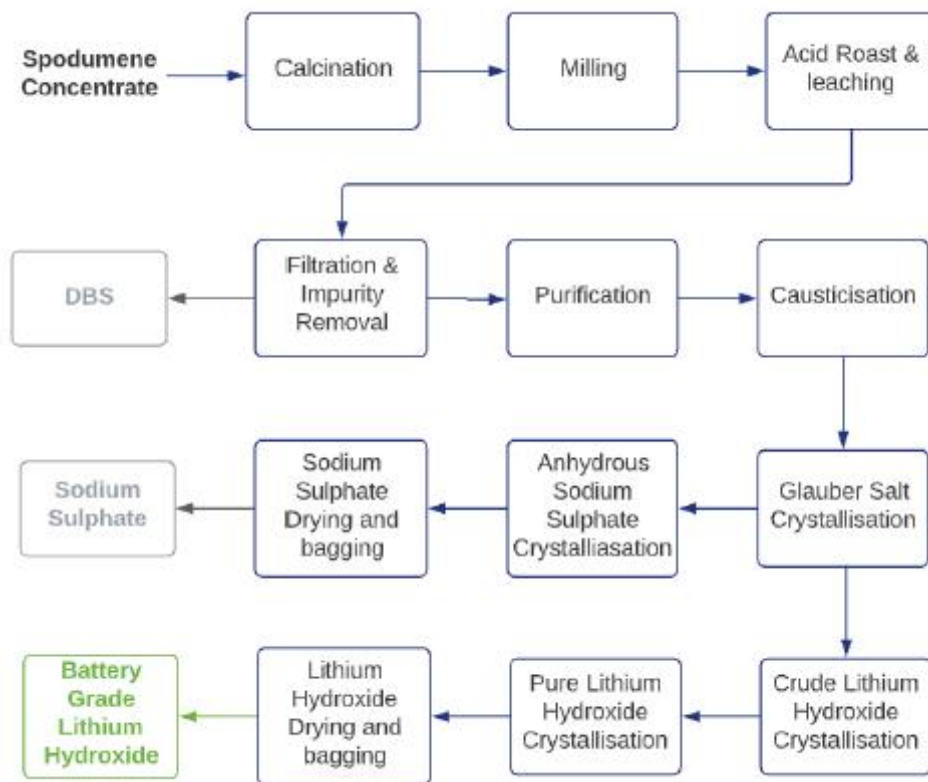 Spodumene
Concentrate
Calcination
Milling
Acid Roast &
leaching
DBS
Filtration &
Impurity
Removal
Purification
Causticisation
Sodium
Sulphate
Sodium
Sulphate
Drying and
bagging
Anhydrous
Sodium
Sulphate
Crystalliasation
Glauber Salt
Crystallisation
Battery
Grade
Lithium
Hydroxide
Lithium
Hydroxide
Drying and
bagging
Pure Lithium
Hydroxide
Crystallisation
Crude Lithium
Hydroxide
Crystallisation